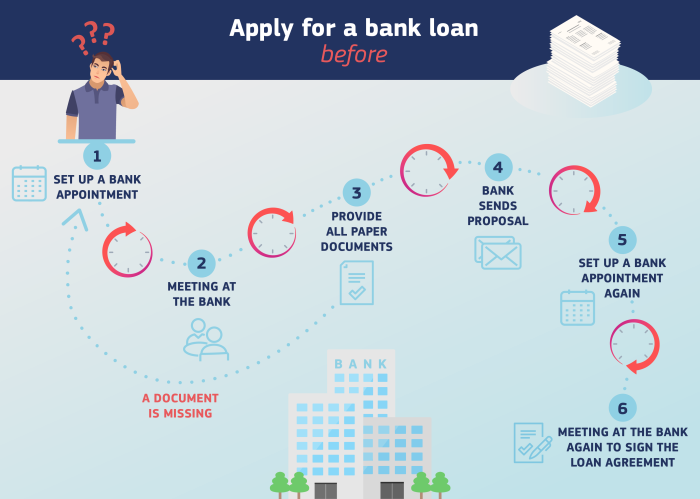 Apply for a bank loan
before
???
1
SET UP A BANK
APPOINTMENT
2
MEETING AT
THE BANK
3
PROVIDE
ALL PAPER
DOCUMENTS
4
BANK
SENDS
PROPOSAL
5
SET UP A BANK
APPOINTMENT
AGAIN
6
MEETING AT THE BANK
AGAIN TO SIGN THE
LOAN AGREEMENT
A DOCUMENT
IS MISSING
BANK